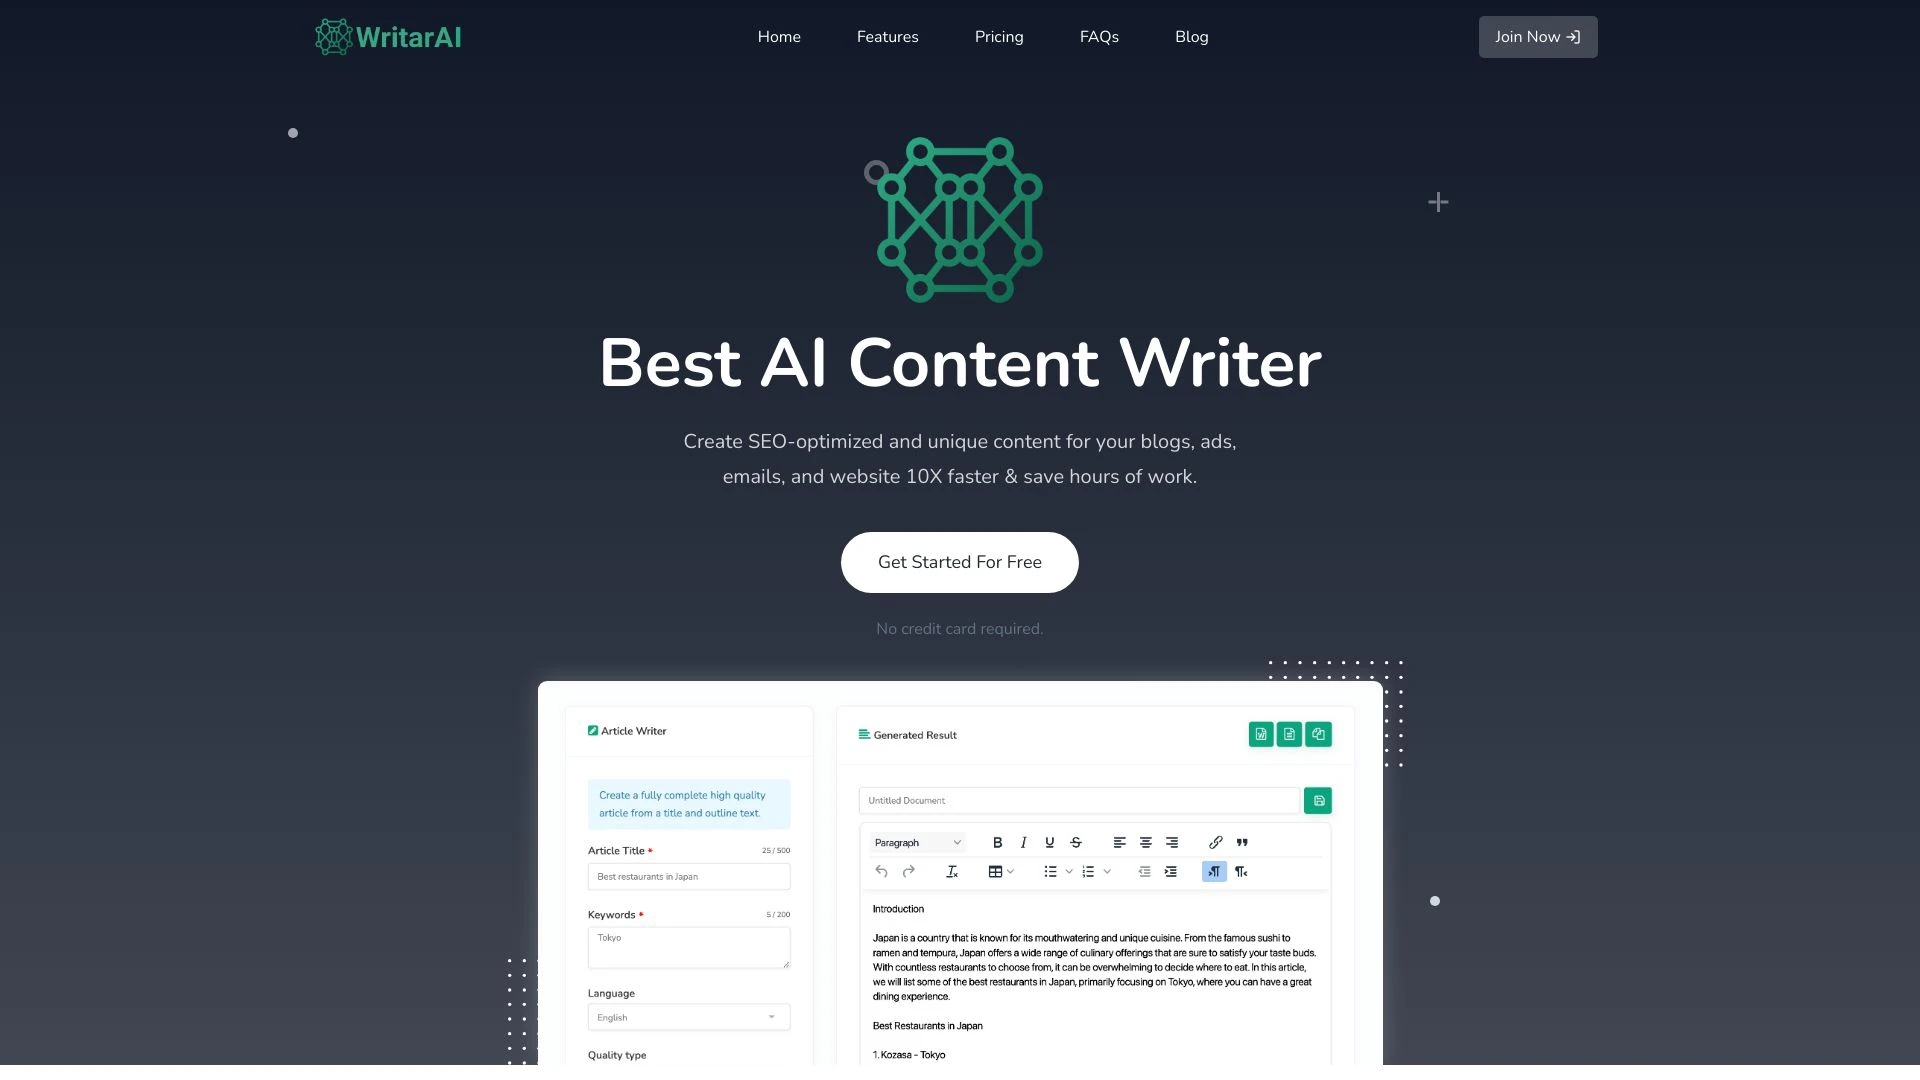 WritarAI
Home
Features
Pricing
FAQs
Blog
Join Now
Best AI Content Writer
Create SEO-optimized and unique content for your blogs, ads,
emails, and website 10X faster & save hours of work.
Get Started For Free
No credit card required.
Article Writer
Create a fully complete high quality
article from a title and outline text.
Article Title *
25 / 500
Best restaurants in Japan
Keywords *
5 / 200
Tokyo
Language
English
Quality type
Generated Result
Untitled Document
Paragraph
Introduction
Japan is a country that is known for its mouthwatering and unique cuisine. From the famous sushi to
ramen and tempura, Japan offers a wide range of culinary offerings that are sure to satisfy your taste buds.
With countless restaurants to choose from, it can be overwhelming to decide where to eat. In this article,
we will list some of the best restaurants in Japan, primarily focusing on Tokyo, where you can have a great
dining experience.
Best Restaurants in Japan
1. Kozasa - Tokyo